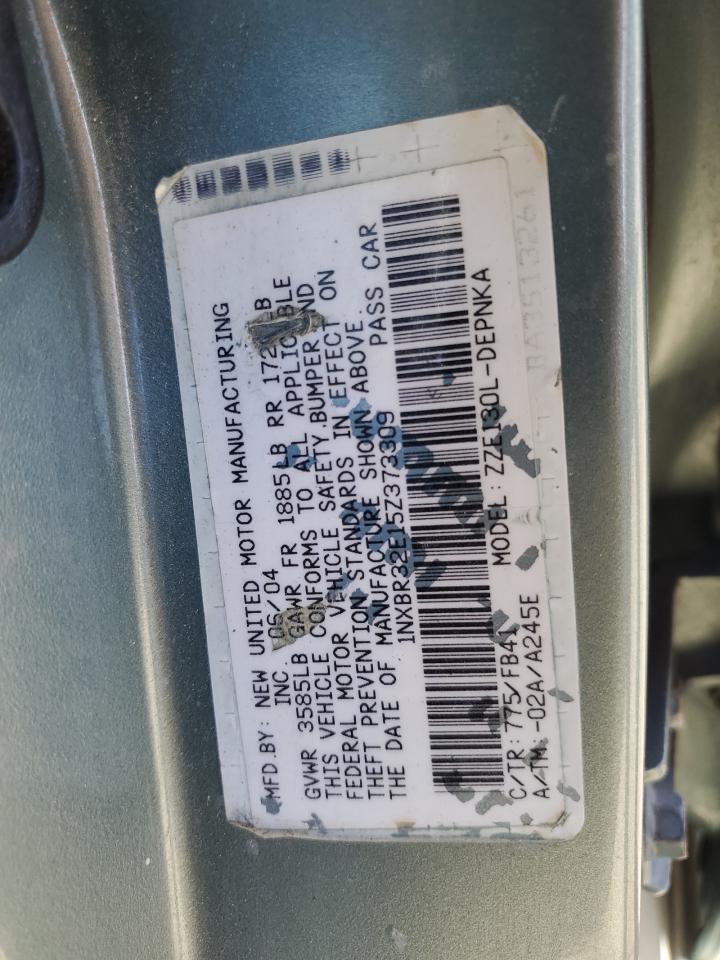 MFD.BY: NEW UNITED MOTOR MANUFACTURING
INC. 06/04
GVWR 3585LB GAWR FR 1885LB RR
THIS VEHICLE CONFORMS TO ALL APPLICABLE
FEDERAL MOTOR VEHICLE SAFETY, BUMPER AND
THEFT PREVENTION STANDARDS IN EFFECT ON
THE DATE OF MANUFACTURE SHOWN ABOVE.
1NXBR32E15Z373309 PASS CAR
MODEL: ZZE130L-DEPNKA
C/TR: 775/FB41
A/TM: -02A/A245E
BA3513261